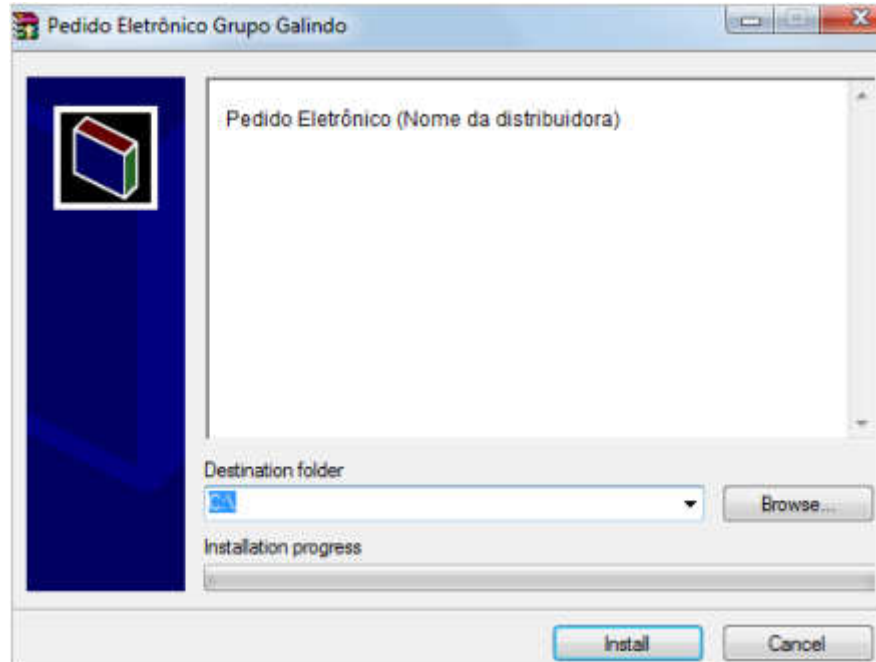 Pedido Eletrônico Grupo Galindo
Pedido Eletrônico (Nome da distribuidora)
Destination folder
C:\
Browse...
Installation progress
Install
Cancel